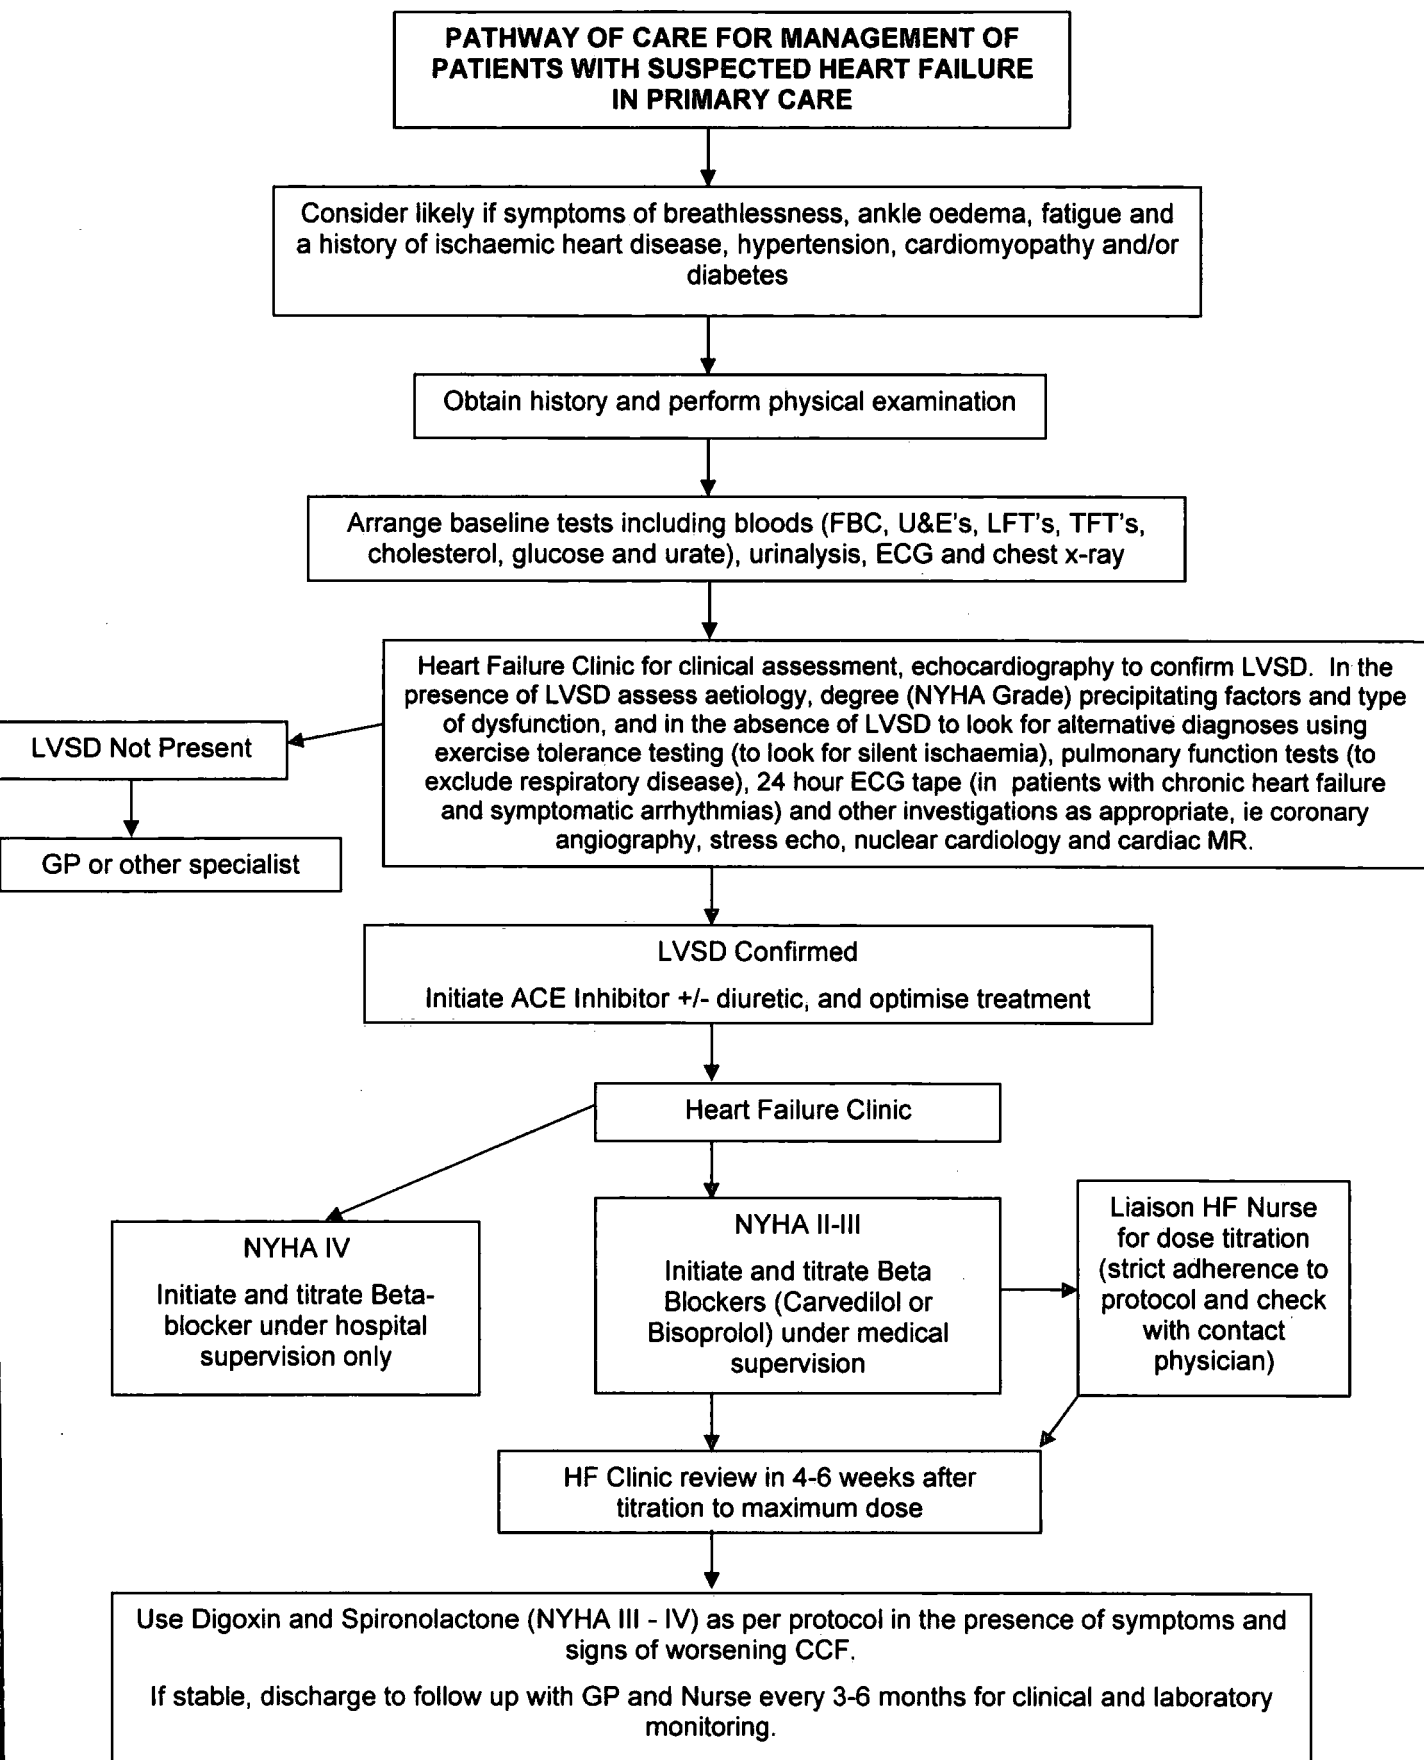 PATHWAY OF CARE FOR MANAGEMENT OF
PATIENTS WITH SUSPECTED HEART FAILURE
IN PRIMARY CARE
Consider likely if symptoms of breathlessness, ankle oedema, fatigue and
a history of ischaemic heart disease, hypertension, cardiomyopathy and/or
diabetes
Obtain history and perform physical examination
Arrange baseline tests including bloods (FBC, U&E's, LFT's, TFT's,
cholesterol, glucose and urate), urinalysis, ECG and chest x-ray
Heart Failure Clinic for clinical assessment, echocardiography to confirm LVSD. In the
presence of LVSD assess aetiology, degree (NYHA Grade) precipitating factors and type
of dysfunction, and in the absence of LVSD to look for alternative diagnoses using
exercise tolerance testing (to look for silent ischaemia), pulmonary function tests (to
exclude respiratory disease), 24 hour ECG tape (in patients with chronic heart failure
and symptomatic arrhythmias) and other investigations as appropriate, ie coronary
angiography, stress echo, nuclear cardiology and cardiac MR.
LVSD Not Present
GP or other specialist
LVSD Confirmed
Initiate ACE Inhibitor +/- diuretic, and optimise treatment
Heart Failure Clinic
NYHA IV
Initiate and titrate Beta-
blocker under hospital
supervision only
NYHA II-III
Initiate and titrate Beta
Blockers (Carvedilol or
Bisoprolol) under medical
supervision
Liaison HF Nurse
for dose titration
(strict adherence to
protocol and check
with contact
physician)
HF Clinic review in 4-6 weeks after
titration to maximum dose
Use Digoxin and Spironolactone (NYHA III - IV) as per protocol in the presence of symptoms and
signs of worsening CCF.
If stable, discharge to follow up with GP and Nurse every 3-6 months for clinical and laboratory
monitoring.